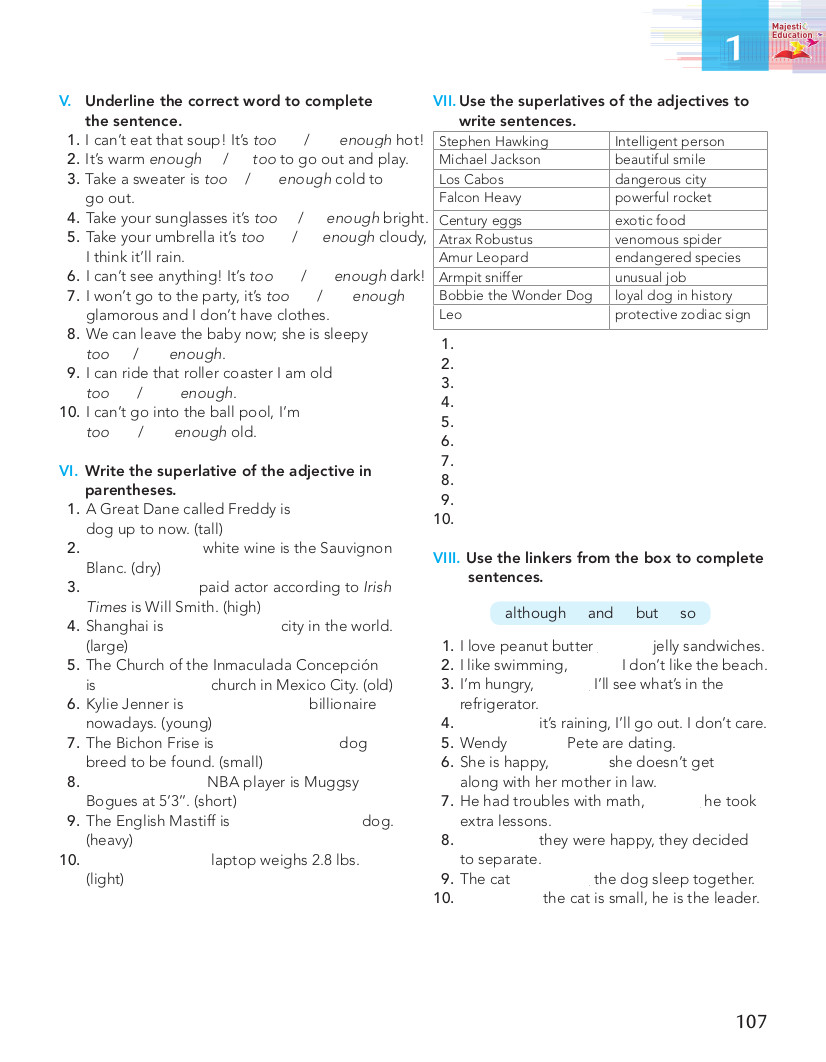 1
Majesti
Education
V. Underline the correct word to complete
the sentence.
1. I can't eat that soup! It's too / enough hot!
2. It's warm enough / too to go out and play.
3. Take a sweater is too / enough cold to
go out.
4. Take your sunglasses it's too / enough bright.
5. Take your umbrella it's too / enough cloudy,
I think it'll rain.
6. I can't see anything! It's too / enough dark!
7. I won't go to the party, it's too / enough
glamorous and I don't have clothes.
8. We can leave the baby now; she is sleepy
too / enough.
9. I can ride that roller coaster I am old
too / enough.
10. I can't go into the ball pool, I'm
too / enough old.
VI. Write the superlative of the adjective in
parentheses.
1. A Great Dane called Freddy is
dog up to now. (tall)
2. white wine is the Sauvignon
Blanc. (dry)
3. paid actor according to Irish
Times is Will Smith. (high)
4. Shanghai is city in the world.
(large)
5. The Church of the Inmaculada Concepción
is church in Mexico City. (old)
6. Kylie Jenner is billionaire
nowadays. (young)
7. The Bichon Frise is dog
breed to be found. (small)
8. NBA player is Muggsy
Bogues at 5'3". (short)
9. The English Mastiff is dog.
(heavy)
10. laptop weighs 2.8 lbs.
(light)
VII. Use the superlatives of the adjectives to
write sentences.
Stephen Hawking Intelligent person
Michael Jackson beautiful smile
Los Cabos dangerous city
Falcon Heavy powerful rocket
Century eggs exotic food
Atrax Robustus venomous spider
Amur Leopard endangered species
Armpit sniffer unusual job
Bobbie the Wonder Dog loyal dog in history
Leo protective zodiac sign
1.
2.
3.
4.
5.
6.
7.
8.
9.
10.
VIII. Use the linkers from the box to complete
sentences.
although and but so
1. I love peanut butter jelly sandwiches.
2. I like swimming, I don't like the beach.
3. I'm hungry, I'll see what's in the
refrigerator.
4. it's raining, I'll go out. I don't care.
5. Wendy Pete are dating.
6. She is happy, she doesn't get
along with her mother in law.
7. He had troubles with math, he took
extra lessons.
8. they were happy, they decided
to separate.
9. The cat the dog sleep together.
10. the cat is small, he is the leader.
107